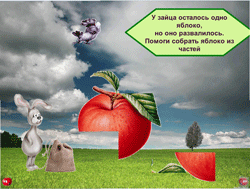 У зайца осталось одно
яблоко,
но оно развалилось.
Помоги собрать яблоко из
частей